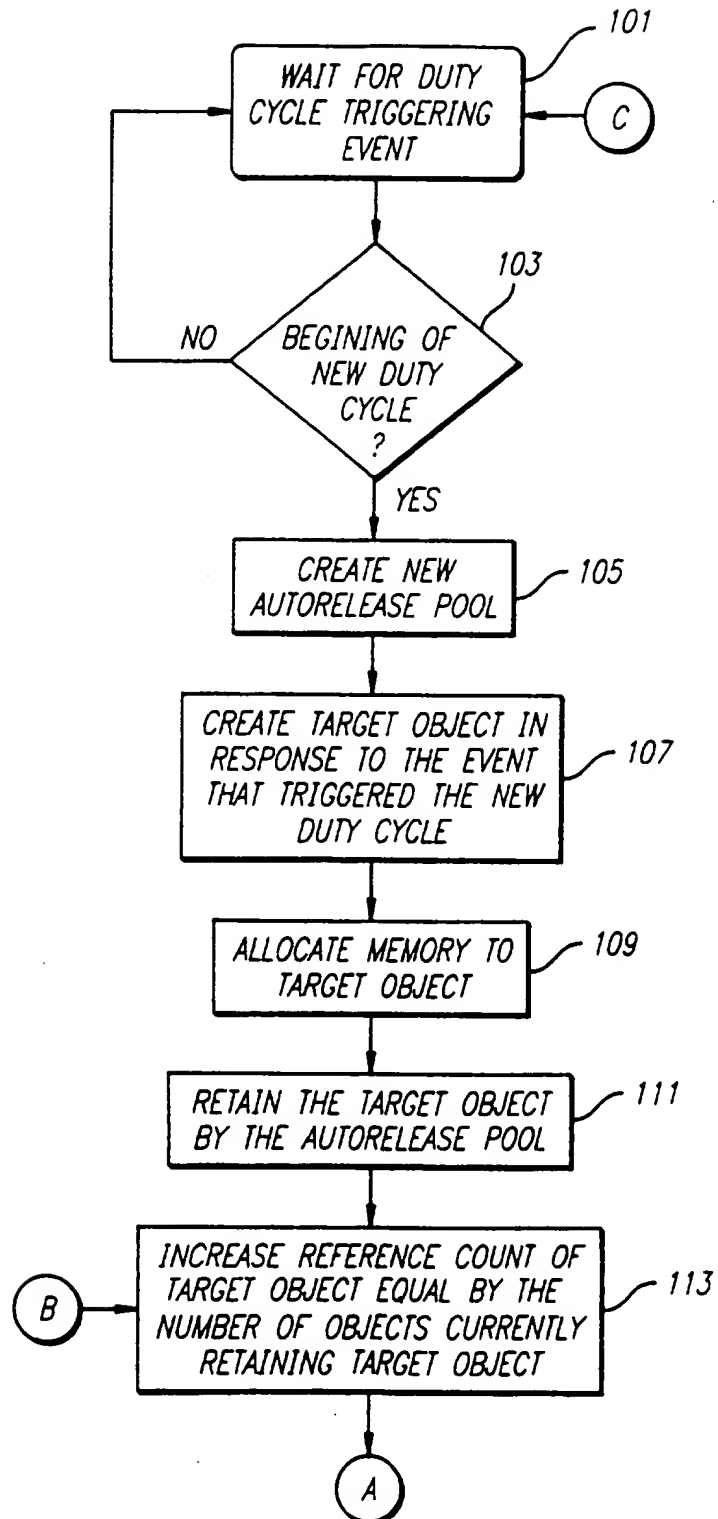 101
WAIT FOR DUTY
CYCLE TRIGGERING
EVENT
C
103
NO
BEGINING OF
NEW DUTY
CYCLE
?
YES
CREATE NEW
AUTORELEASE POOL
105
CREATE TARGET OBJECT IN
RESPONSE TO THE EVENT
THAT TRIGGERED THE NEW
DUTY CYCLE
107
ALLOCATE MEMORY TO
TARGET OBJECT
109
RETAIN THE TARGET OBJECT
BY THE AUTORELEASE POOL
111
INCREASE REFERENCE COUNT OF
TARGET OBJECT EQUAL BY THE
NUMBER OF OBJECTS CURRENTLY
RETAINING TARGET OBJECT
113
B
A